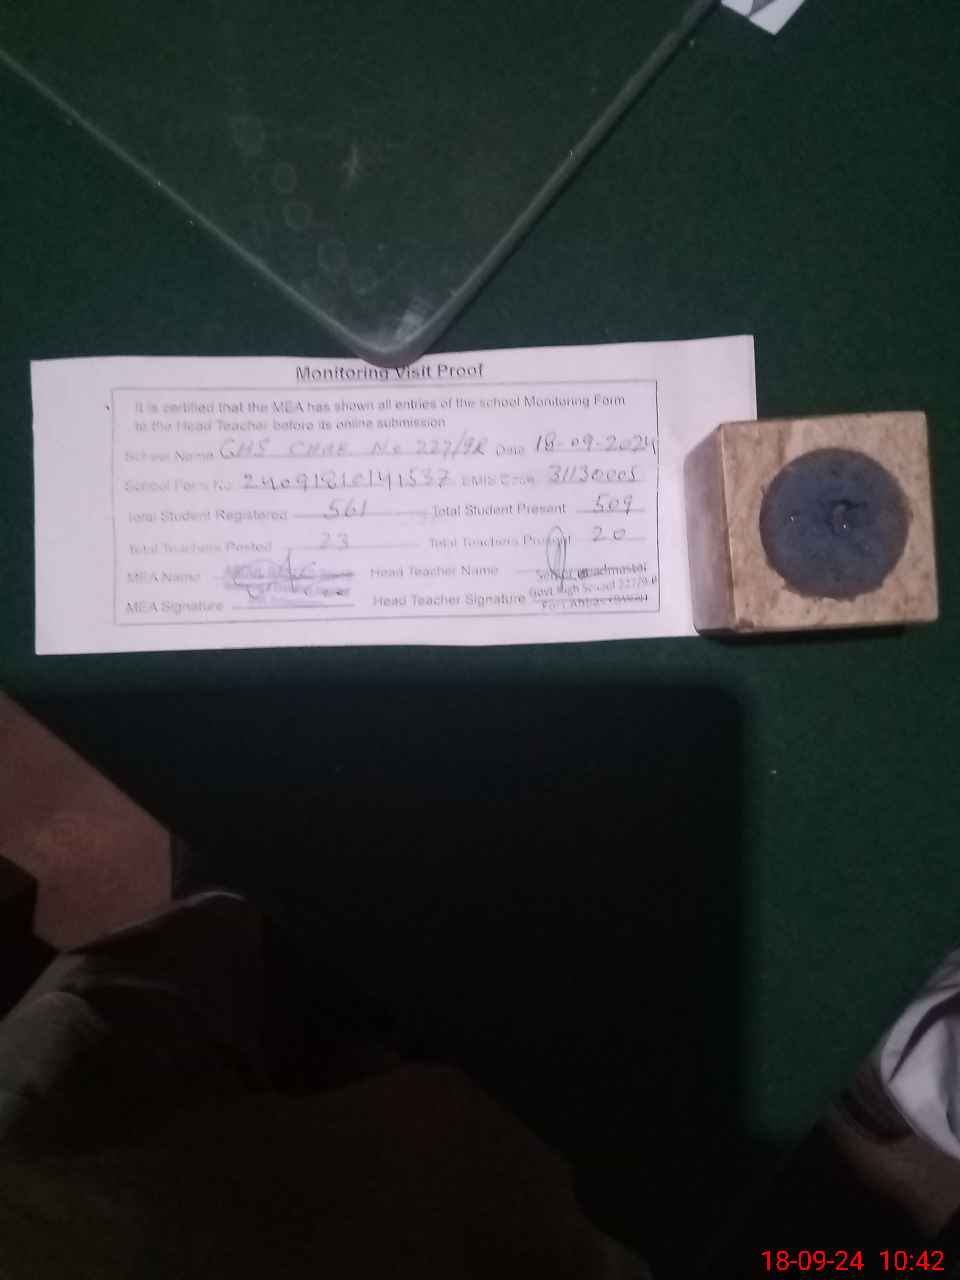 Monitoring Visit Proof
It is certified that the MEA has shown all entries of the school Monitoring Form
to the Head Teacher before its online submission
School Name GHS CHAK No 227/9R Date 18-09-2024
School Form No. EMIS Code 31130005
Total Student Registered 561 Total Student Present 509
Total Teachers Posted 23 Total Teachers Present 20
MEA Name Head Teacher Name
Senior Headmaster
Govt. High School 227/9.R
MEA Signature Head Teacher Signature
Fort Abbas
18-09-24 10:42